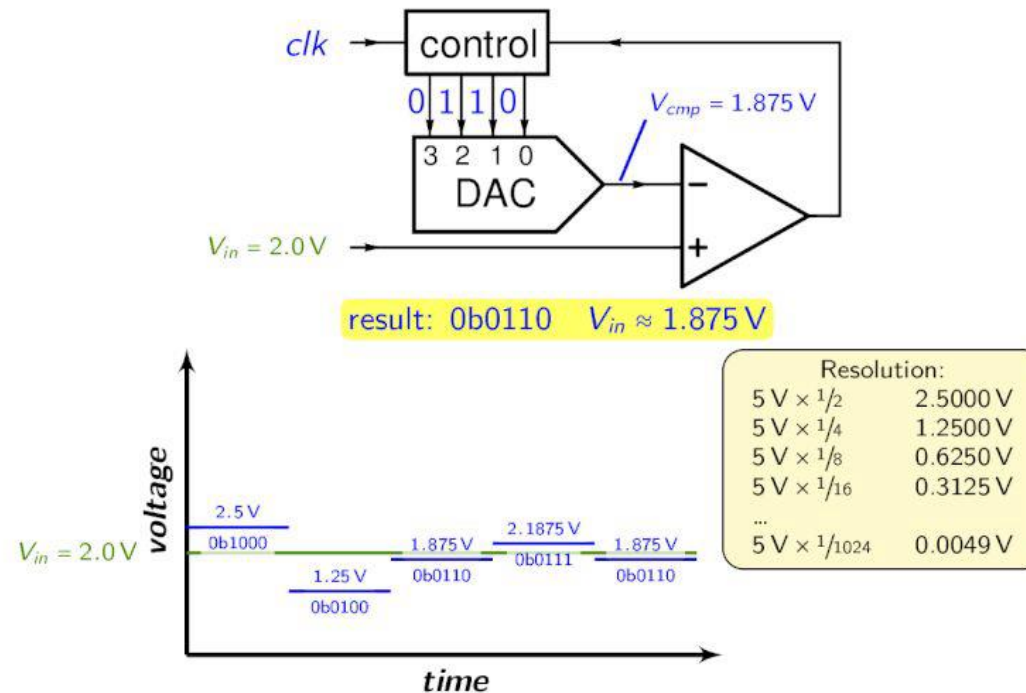 clk
control
0 1 1 0
V_cmp = 1.875 V
3 2 1 0
DAC
−
+
V_in = 2.0 V
result: 0b0110 V_in ≈ 1.875 V
Resolution:
5 V × 1/2 2.5000 V
5 V × 1/4 1.2500 V
5 V × 1/8 0.6250 V
5 V × 1/16 0.3125 V
...
5 V × 1/1024 0.0049 V
voltage
V_in = 2.0 V
2.5 V
0b1000
1.25 V
0b0100
1.875 V
0b0110
2.1875 V
0b0111
1.875 V
0b0110
time